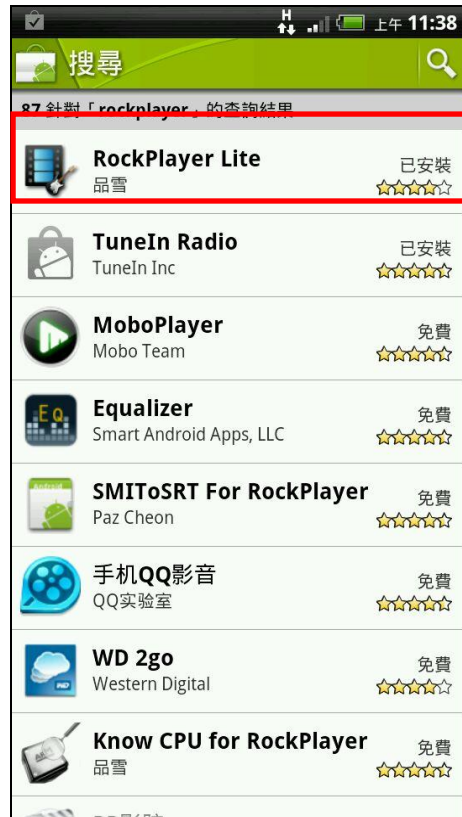 H
上午 11:38
搜尋
87 針對「rockplayer」的查詢結果
RockPlayer Lite
已安裝
品雪
TuneIn Radio
已安裝
TuneIn Inc
MoboPlayer
免費
Mobo Team
Equalizer
免費
Smart Android Apps, LLC
SMIToSRT For RockPlayer
免費
Paz Cheon
手机QQ影音
免費
QQ实验室
WD 2go
免費
Western Digital
Know CPU for RockPlayer
免費
品雪